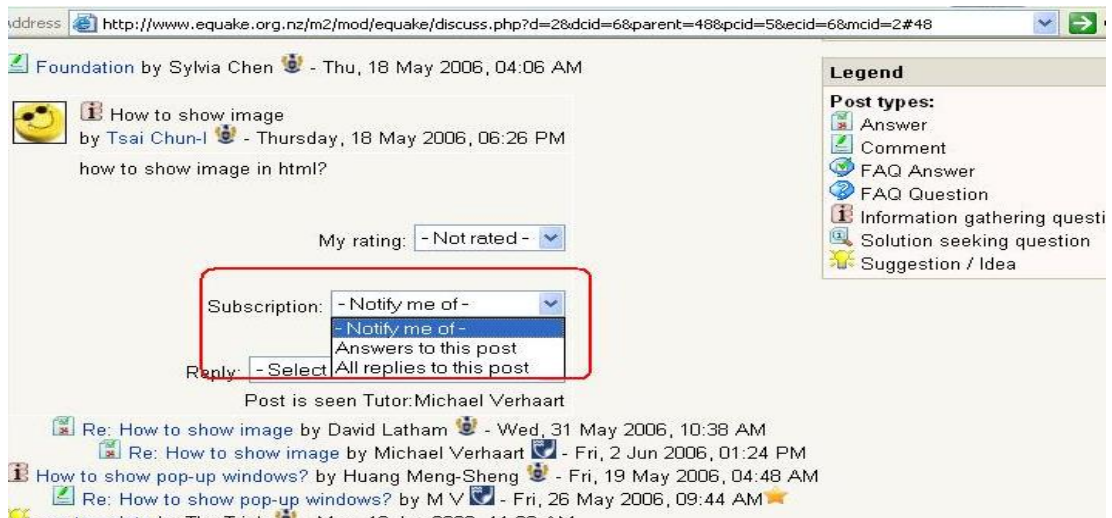 Address http://www.equake.org.nz/m2/mod/equake/discuss.php?d=28&dcid=6&parent=48&pcid=5&ecid=6&mcid=2#48
Foundation by Sylvia Chen - Thu, 18 May 2006, 04:06 AM
How to show image
by Tsai Chun-I - Thursday, 18 May 2006, 06:26 PM
how to show image in html?
My rating: - Not rated -
Subscription: - Notify me of -
- Notify me of -
Answers to this post
All replies to this post
Reply: - Select
Post is seen Tutor:Michael Verhaart
Re: How to show image by David Latham - Wed, 31 May 2006, 10:38 AM
Re: How to show image by Michael Verhaart - Fri, 2 Jun 2006, 01:24 PM
How to show pop-up windows? by Huang Meng-Sheng - Fri, 19 May 2006, 04:48 AM
Re: How to show pop-up windows? by M V - Fri, 26 May 2006, 09:44 AM
Legend
Post types:
Answer
Comment
FAQ Answer
FAQ Question
Information gathering questi
Solution seeking question
Suggestion / Idea